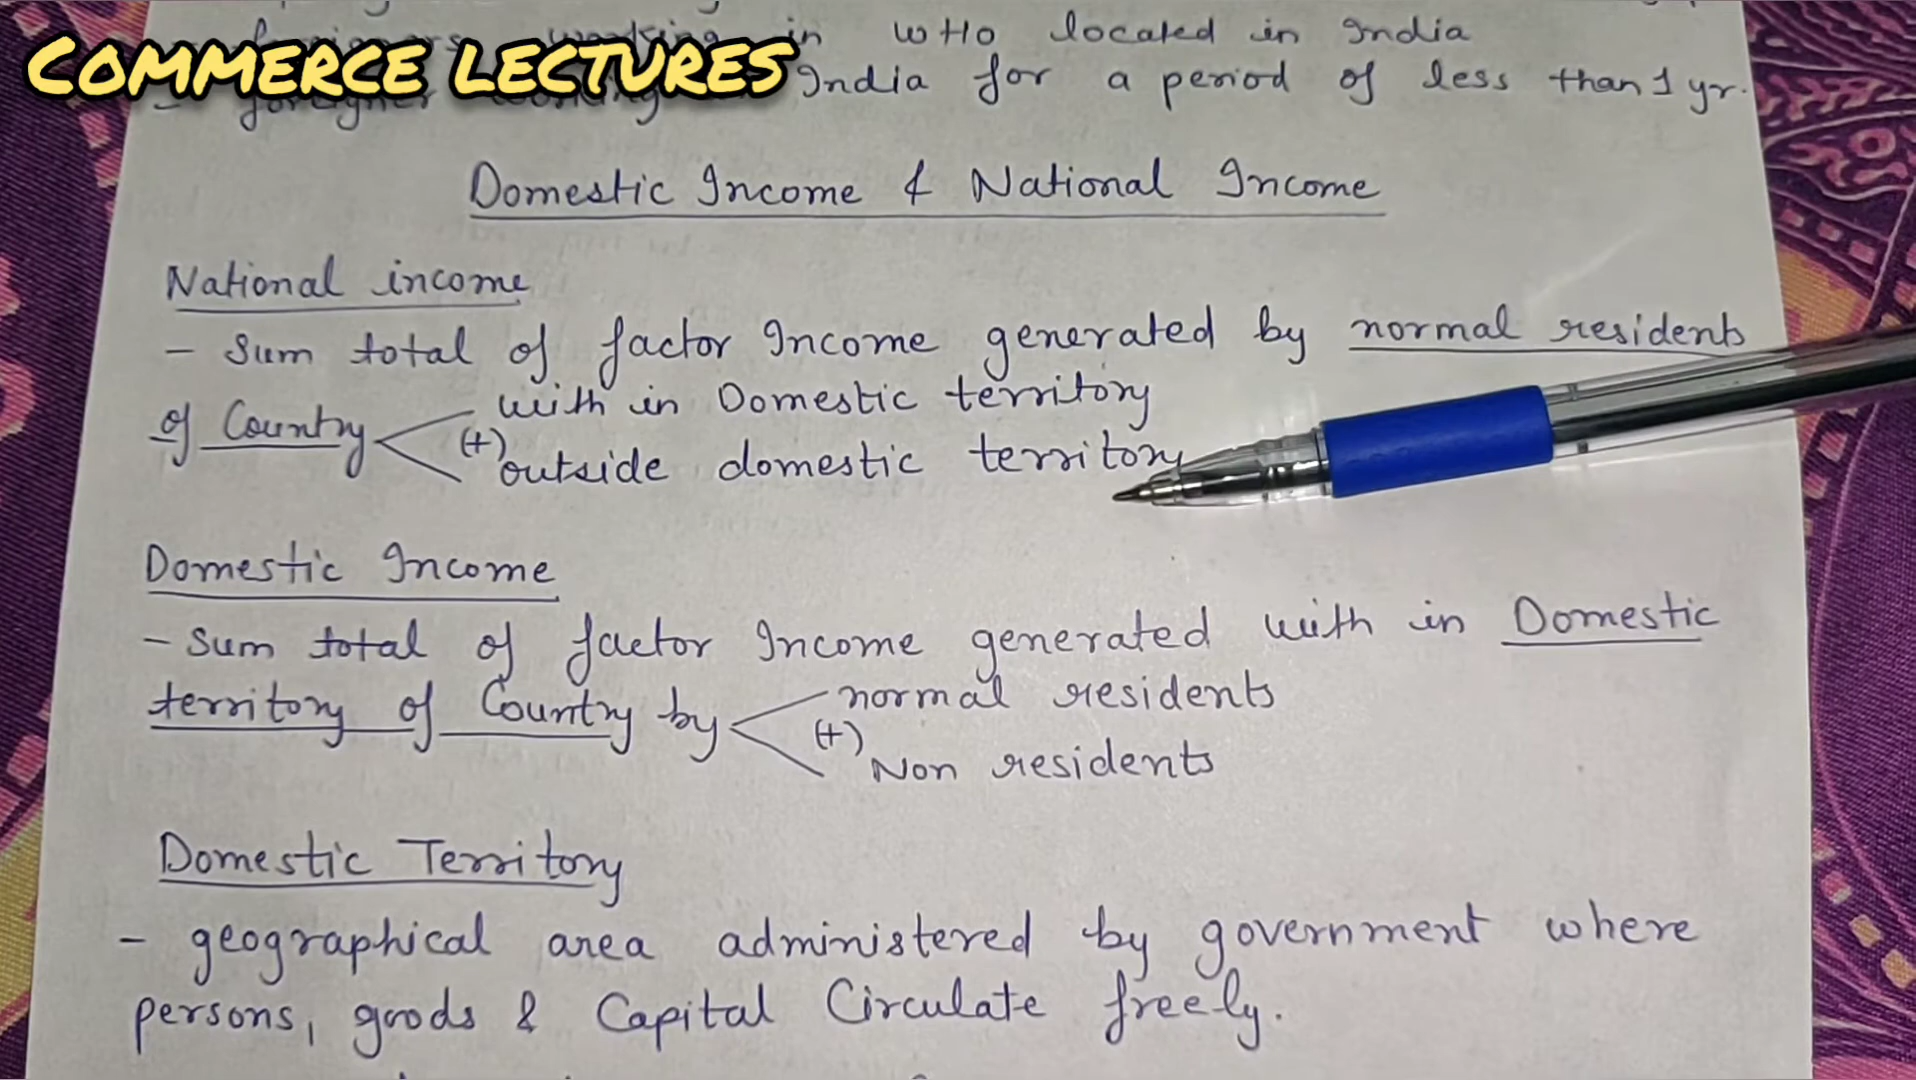 COMMERCE LECTURES
in WHO located in India
India for a period of less than 1 yr.
Domestic Income & National Income
National income
- Sum total of factor Income generated by normal residents
of Country
with in Domestic territory
(+)
outside domestic territory
Domestic Income
- Sum total of factor Income generated with in Domestic
territory of Country by
normal residents
(+)
Non residents
Domestic Territory
- geographical area administered by government where
persons, goods & Capital Circulate freely.